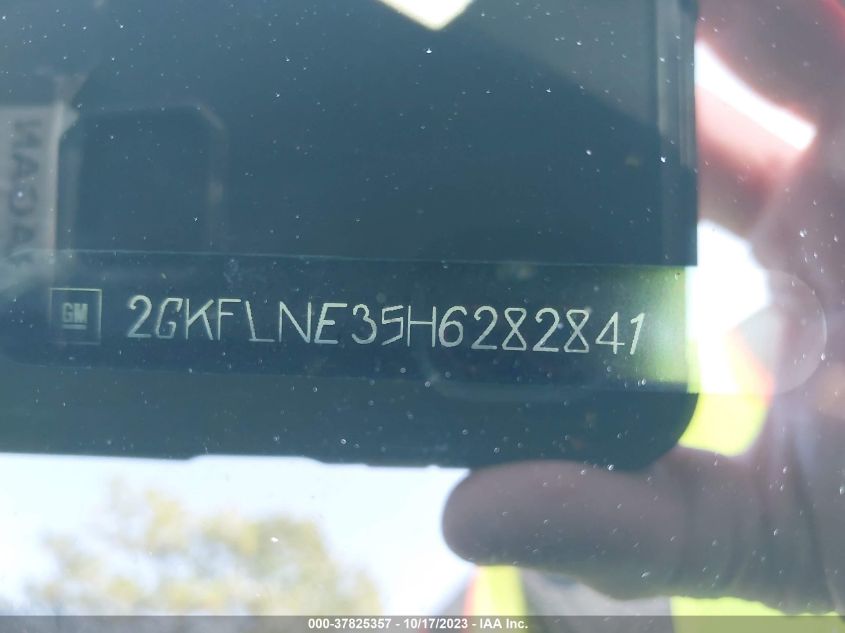 GM 2GKFLNE35H6282841
000-37825357 - 10/17/2023 - IAA Inc.